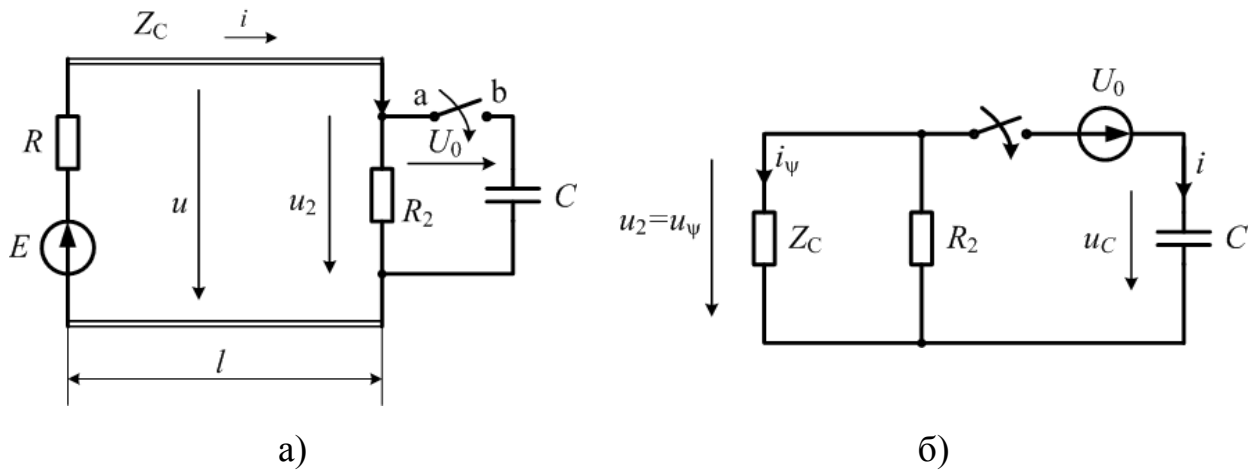 Z_C i
R
E
u
u_2
a b
U_0
R_2
C
l
а)
U_0
i_ψ
i
u_2=u_ψ
Z_C
R_2
u_C
C
б)